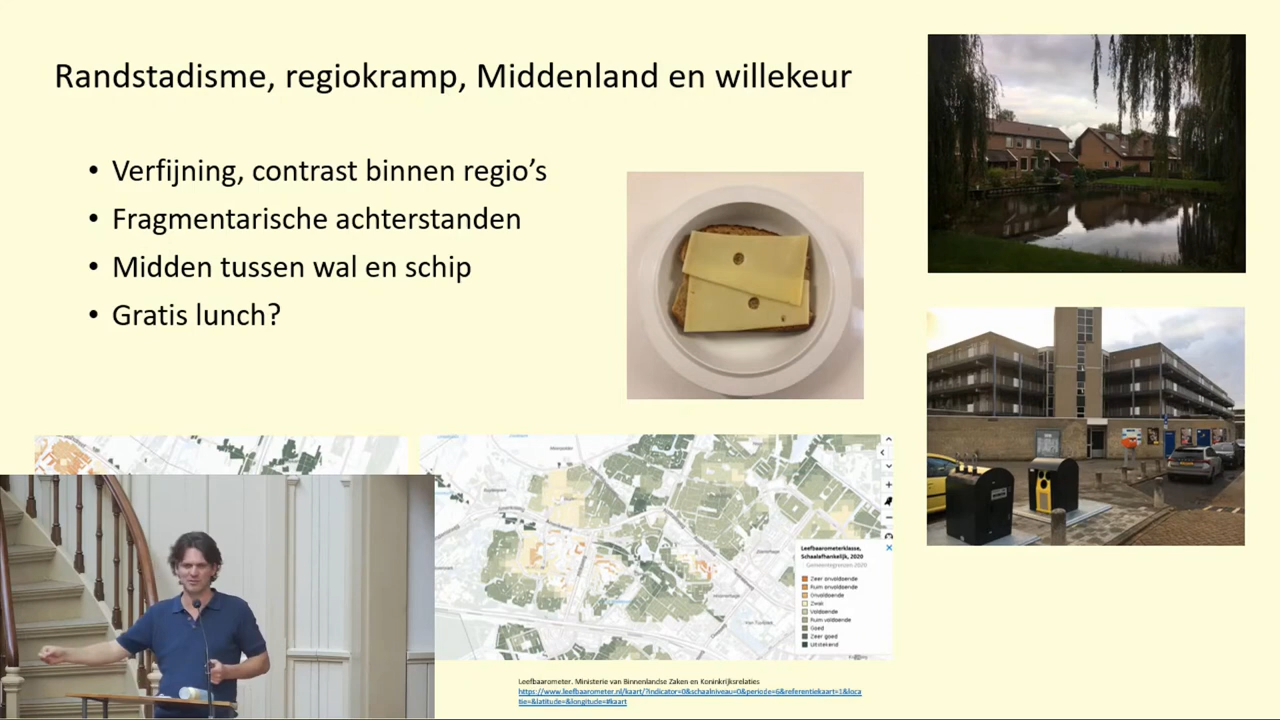 Randstadisme, regiokramp, Middenland en willekeur
• Verfijning, contrast binnen regio’s
• Fragmentarische achterstanden
• Midden tussen wal en schip
• Gratis lunch?
Leefbaarometerklasse,
Schaalafhankelijk, 2020
Gemeentegrenzen 2020
Zeer onvoldoende
Ruim onvoldoende
Onvoldoende
Zwak
Voldoende
Ruim voldoende
Goed
Zeer goed
Uitstekend
Leefbaarometer. Ministerie van Binnenlandse Zaken en Koninkrijksrelaties
https://www.leefbaarometer.nl/kaart/?indicator=0&schaalniveau=0&periode=6&referentiekaart=1&loca
tie=&latitude=&longitude=#kaart